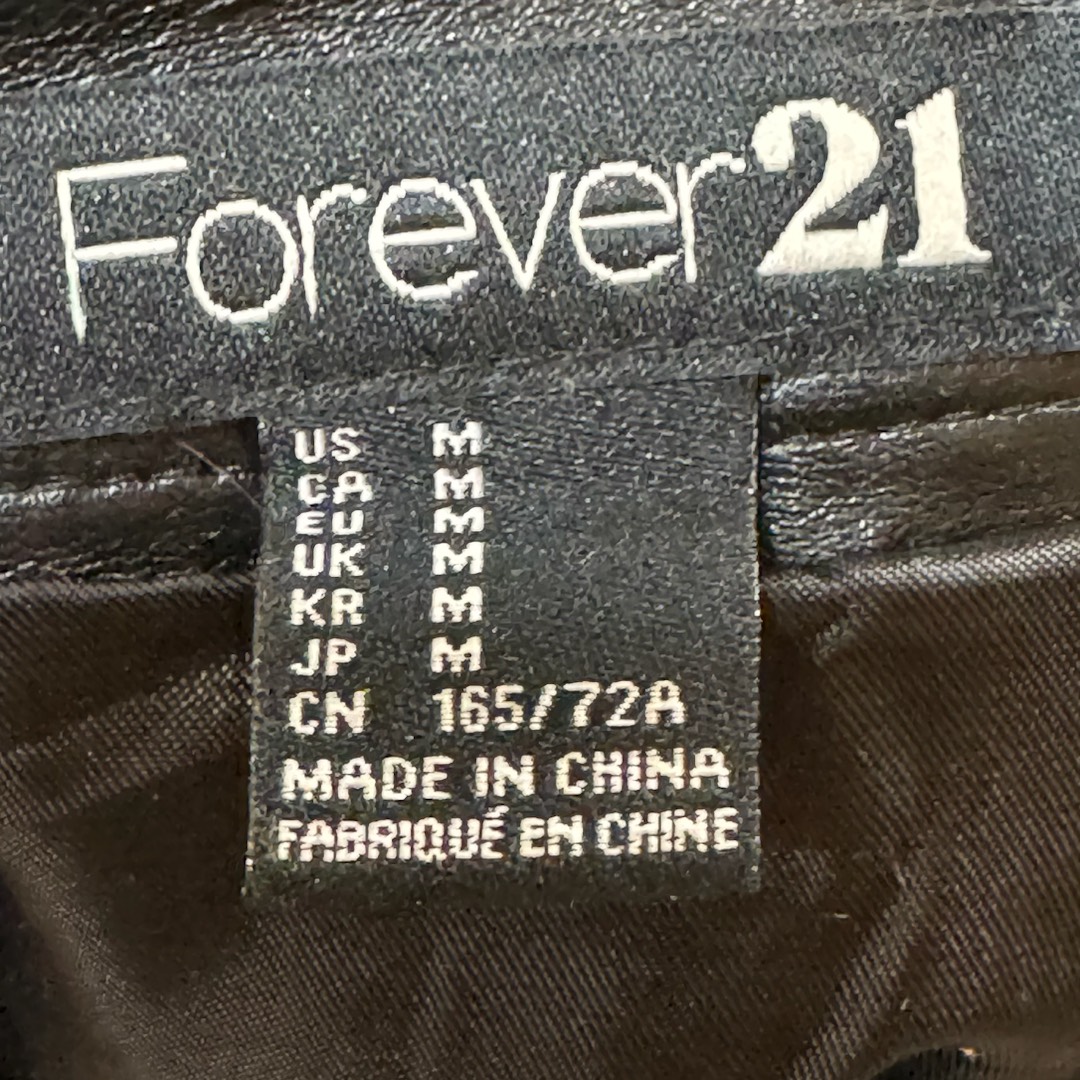 Forever21
US M
CA M
EU M
UK M
KR M
JP M
CN 165/72A
MADE IN CHINA
FABRIQUÉ EN CHINE